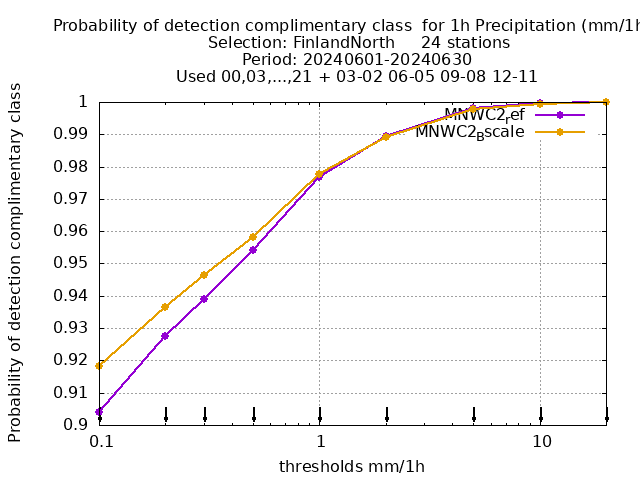 Probability of detection complimentary class  for 1h Precipitation (mm/1h
Selection: FinlandNorth     24 stations
Period: 20240601-20240630
Used 00,03,...,21 + 03-02 06-05 09-08 12-11
Probability of detection complimentary class
1
0.99
0.98
0.97
0.96
0.95
0.94
0.93
0.92
0.91
0.9
MNWC2ref
MNWC2Bscale
0.1
1
10
thresholds mm/1h